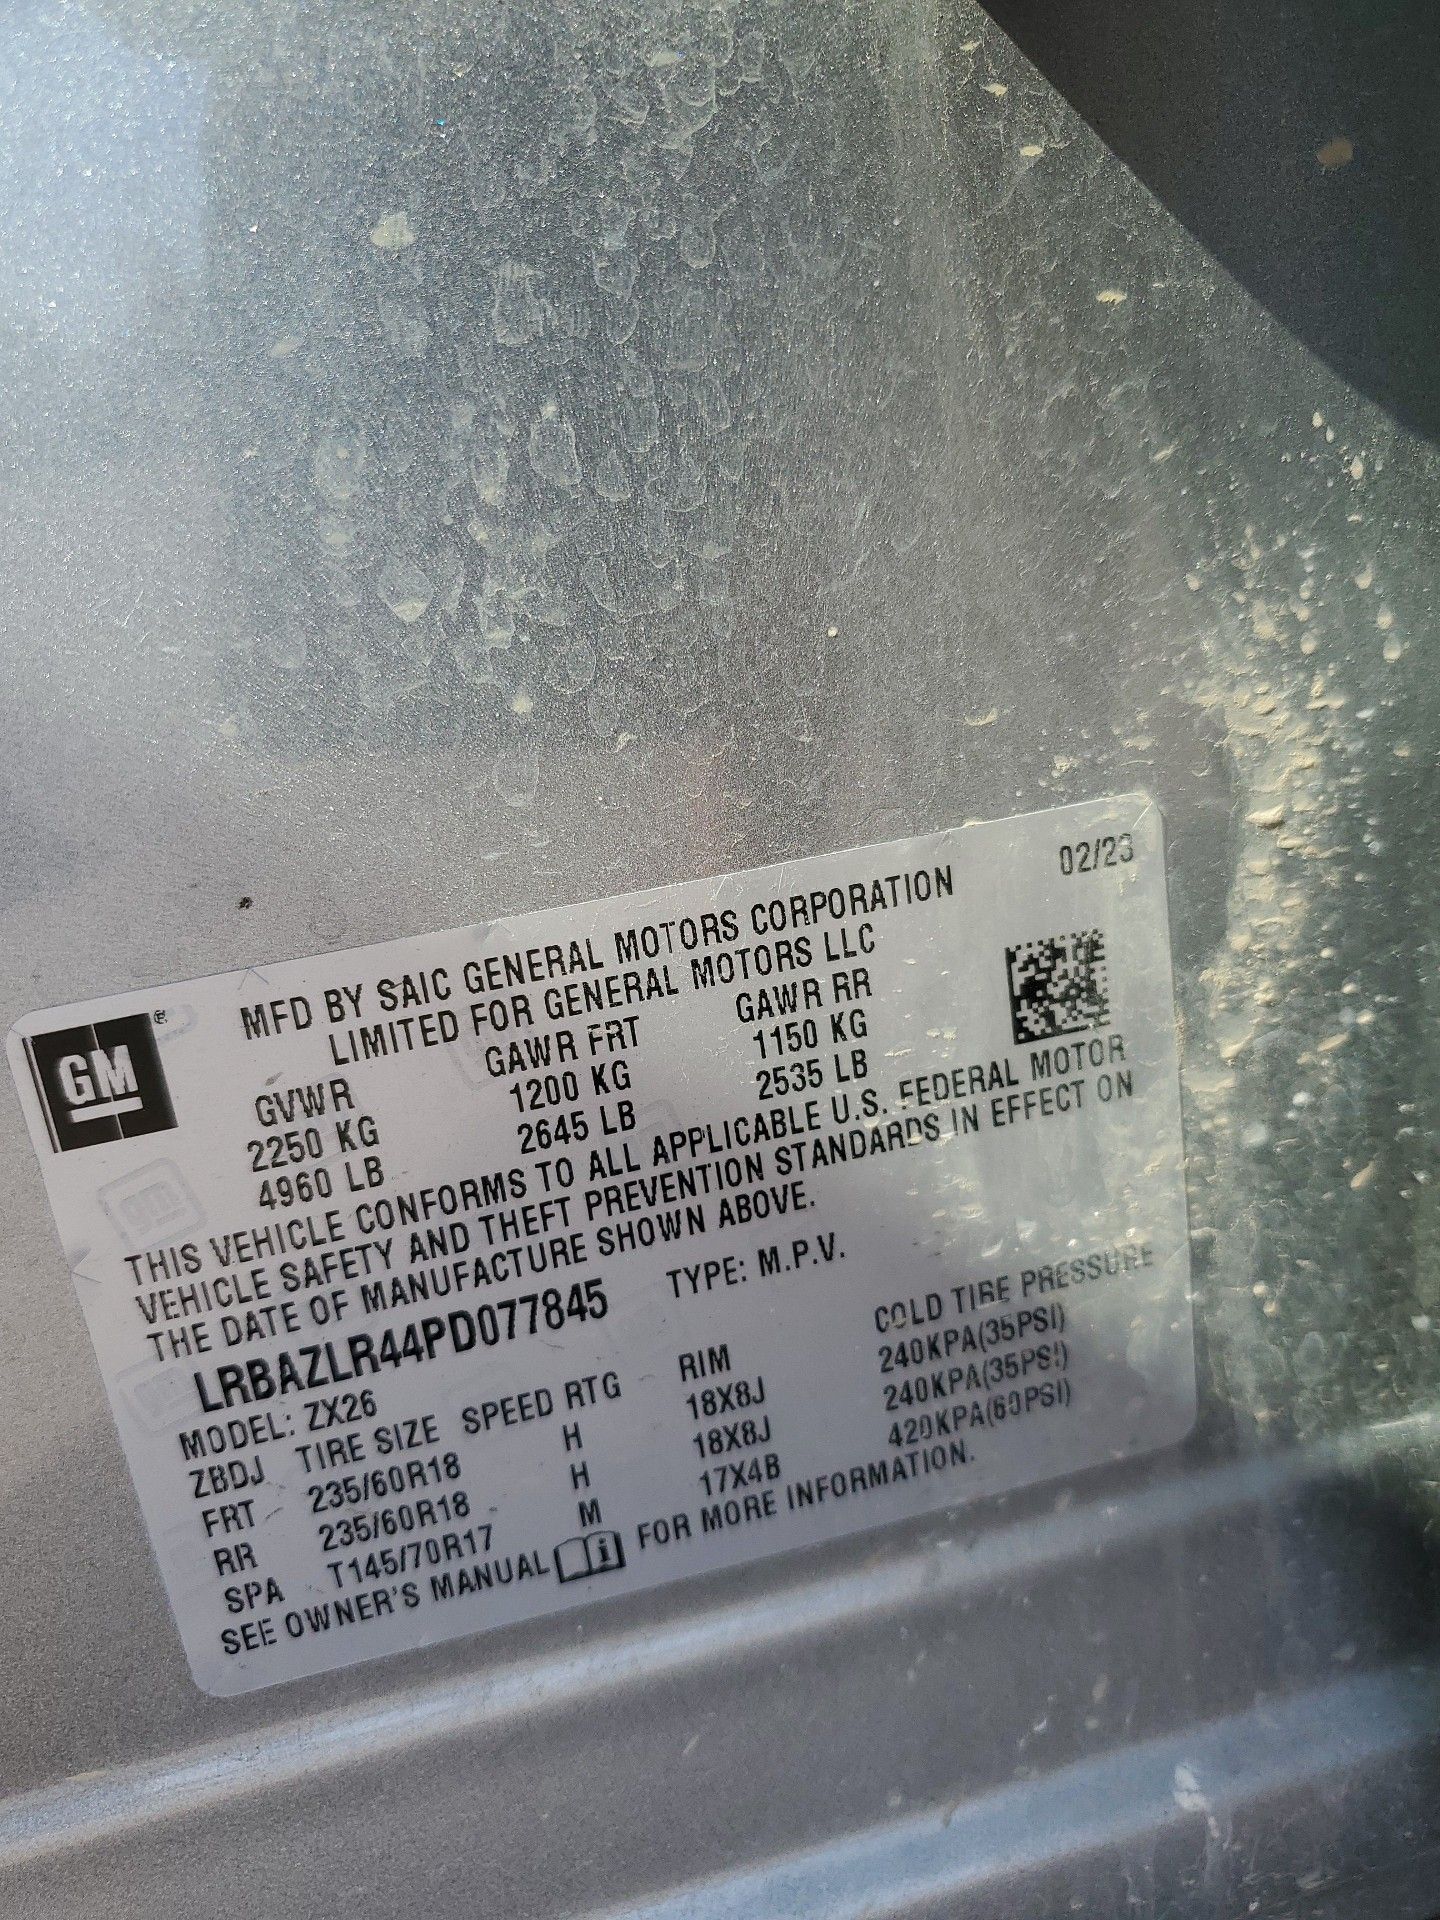 02/23
MFD BY SAIC GENERAL MOTORS CORPORATION
LIMITED FOR GENERAL MOTORS LLC
GM ®
GVWR GAWR FRT GAWR RR
2250 KG 1200 KG 1150 KG
4960 LB 2645 LB 2535 LB
THIS VEHICLE CONFORMS TO ALL APPLICABLE U.S. FEDERAL MOTOR
VEHICLE SAFETY AND THEFT PREVENTION STANDARDS IN EFFECT ON
THE DATE OF MANUFACTURE SHOWN ABOVE.
LRBAZLR44PD077845 TYPE: M.P.V.
MODEL: ZX26
ZBDJ TIRE SIZE SPEED RTG RIM COLD TIRE PRESSURE
FRT 235/60R18 H 18X8J 240KPA(35PSI)
RR 235/60R18 H 18X8J 240KPA(35PSI)
SPA T145/70R17 M 17X4B 420KPA(60PSI)
SEE OWNER'S MANUAL FOR MORE INFORMATION.